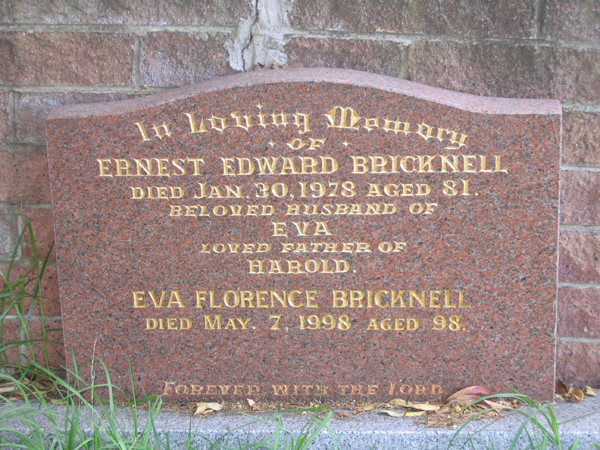 In Loving Memory
OF
ERNEST EDWARD BRICKNELL
DIED JAN. 30, 1978 AGED 81.
BELOVED HUSBAND OF
EVA
LOVED FATHER OF
HAROLD.
EVA FLORENCE BRICKNELL
DIED MAY. 7, 1998 AGED 98.
FOREVER WITH THE LORD